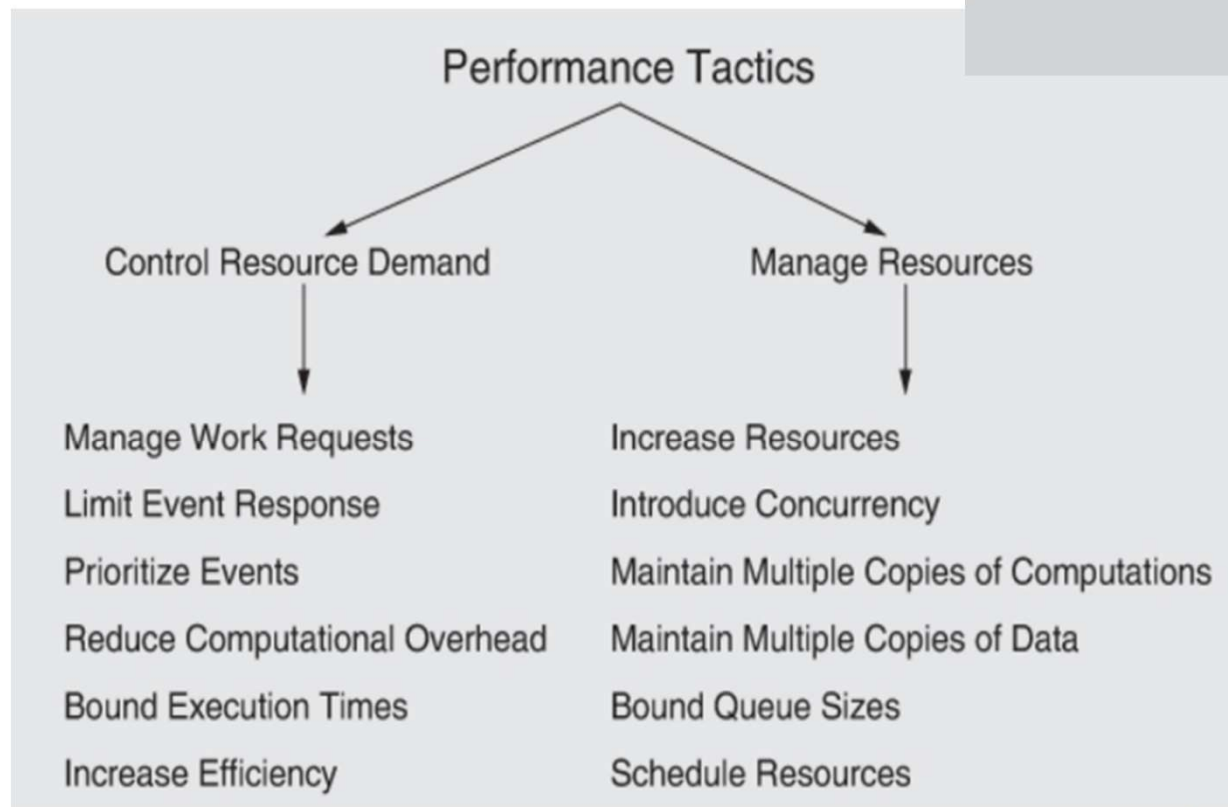 Performance Tactics
Control Resource Demand
Manage Resources
Manage Work Requests
Limit Event Response
Prioritize Events
Reduce Computational Overhead
Bound Execution Times
Increase Efficiency
Increase Resources
Introduce Concurrency
Maintain Multiple Copies of Computations
Maintain Multiple Copies of Data
Bound Queue Sizes
Schedule Resources